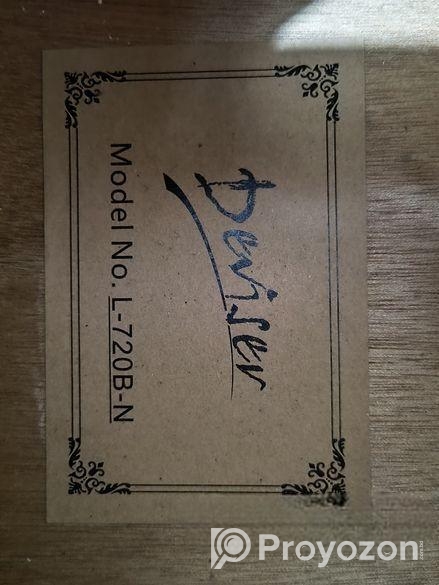 Deviser
Model No. L-720B-N
Proyozon